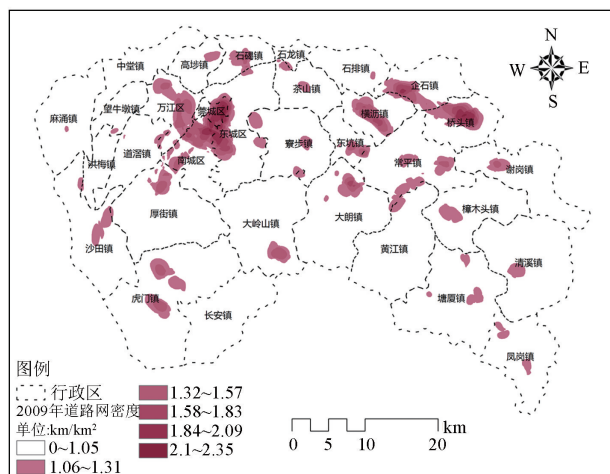 N
W E
S
中堂镇
高埗镇
石碣镇
石龙镇
石排镇
企石镇
茶山镇
麻涌镇
望牛墩镇
万江区
莞城区
横沥镇
桥头镇
东城区
寮步镇
东坑镇
洪梅镇
道滘镇
南城区
常平镇
谢岗镇
厚街镇
大岭山镇
大朗镇
樟木头镇
沙田镇
黄江镇
清溪镇
虎门镇
长安镇
塘厦镇
凤岗镇
图例
行政区
2009年道路网密度
单位:km/km²
0~1.05
1.06~1.31
1.32~1.57
1.58~1.83
1.84~2.09
2.1~2.35
km
0 5 10 20